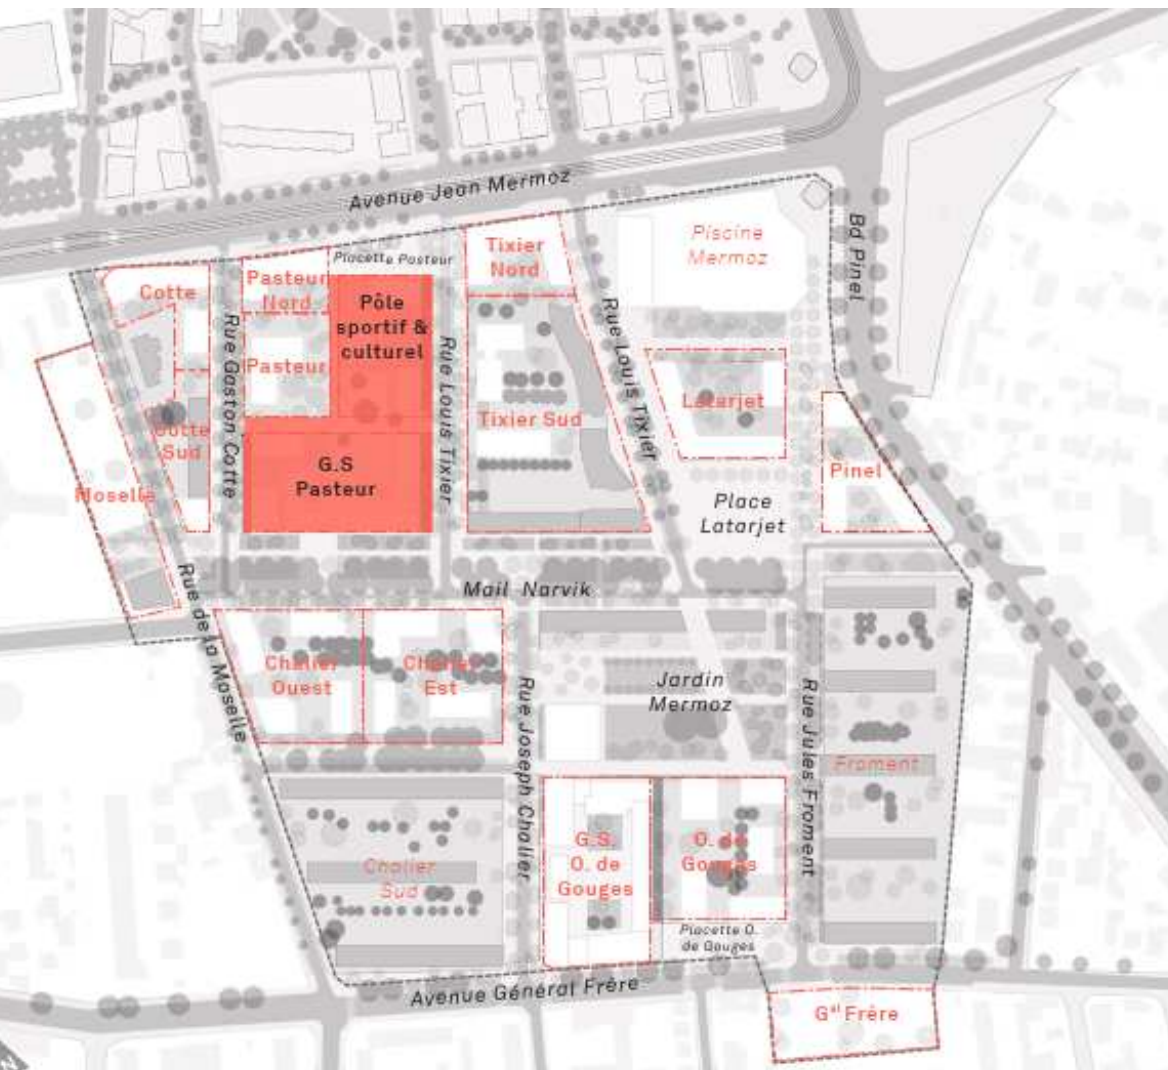 Avenue Jean Mermoz
Bd Pinel
Piscine
Mermoz
Tixier
Nord
Placette Pasteur
Pasteur
Nord
Cotte
Pôle
sportif &
culturel
Rue Gaston Cotte
Rue Louis Tixier
Rue Louis Tixier
Pasteur
Latarjet
Tixier Sud
Cotte
Sud
G.S
Pasteur
Pinel
Moselle
Place
Latarjet
Mail Narvik
Rue de la Moselle
Chalier
Ouest
Chalier
Est
Rue Joseph Chalier
Jardin
Mermoz
Rue Jules Froment
Froment
G.S.
O. de
Gouges
O. de
Gouges
Chalier
Sud
Placette O.
de Gouges
Avenue Général Frère
Gal Frère